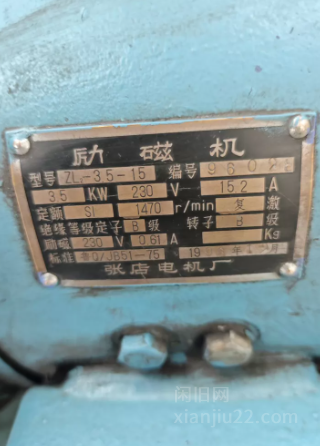 励磁机
型号 ZL-3.5-15 编号 960
3.5 KW 230 V 15.2 A
定额 S1 1470 r/min 复激
绝缘等级定子 B 级 转子 B 级
励磁 230 V 0.61 A Kg
标准 JB51-75 19 年 月
张店电机厂
闲旧网
xianjiu22.com